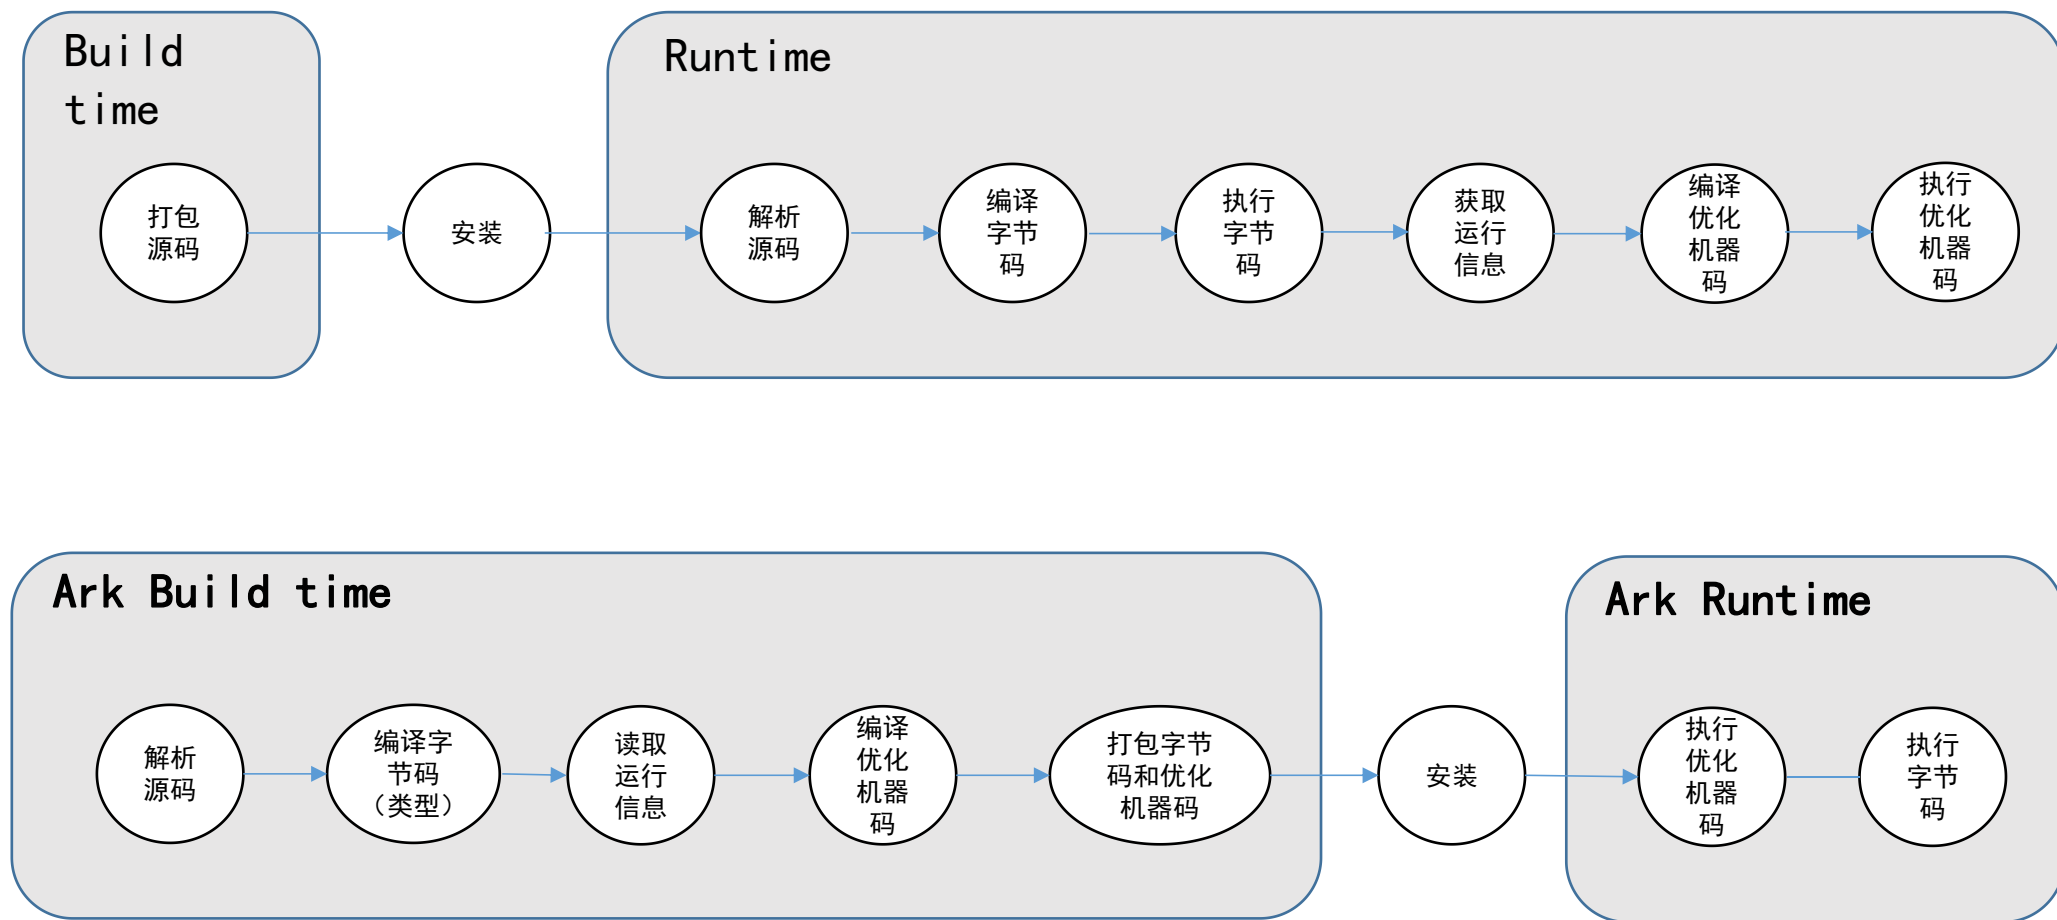 Build
time
Runtime
打包
源码
安装
解析
源码
编译
字节
码
执行
字节
码
获取
运行
信息
编译
优化
机器
码
执行
优化
机器
码
Ark Build time
Ark Runtime
解析
源码
编译字
节码
（类型）
读取
运行
信息
编译
优化
机器
码
打包字节
码和优化
机器码
安装
执行
优化
机器
码
执行
字节
码